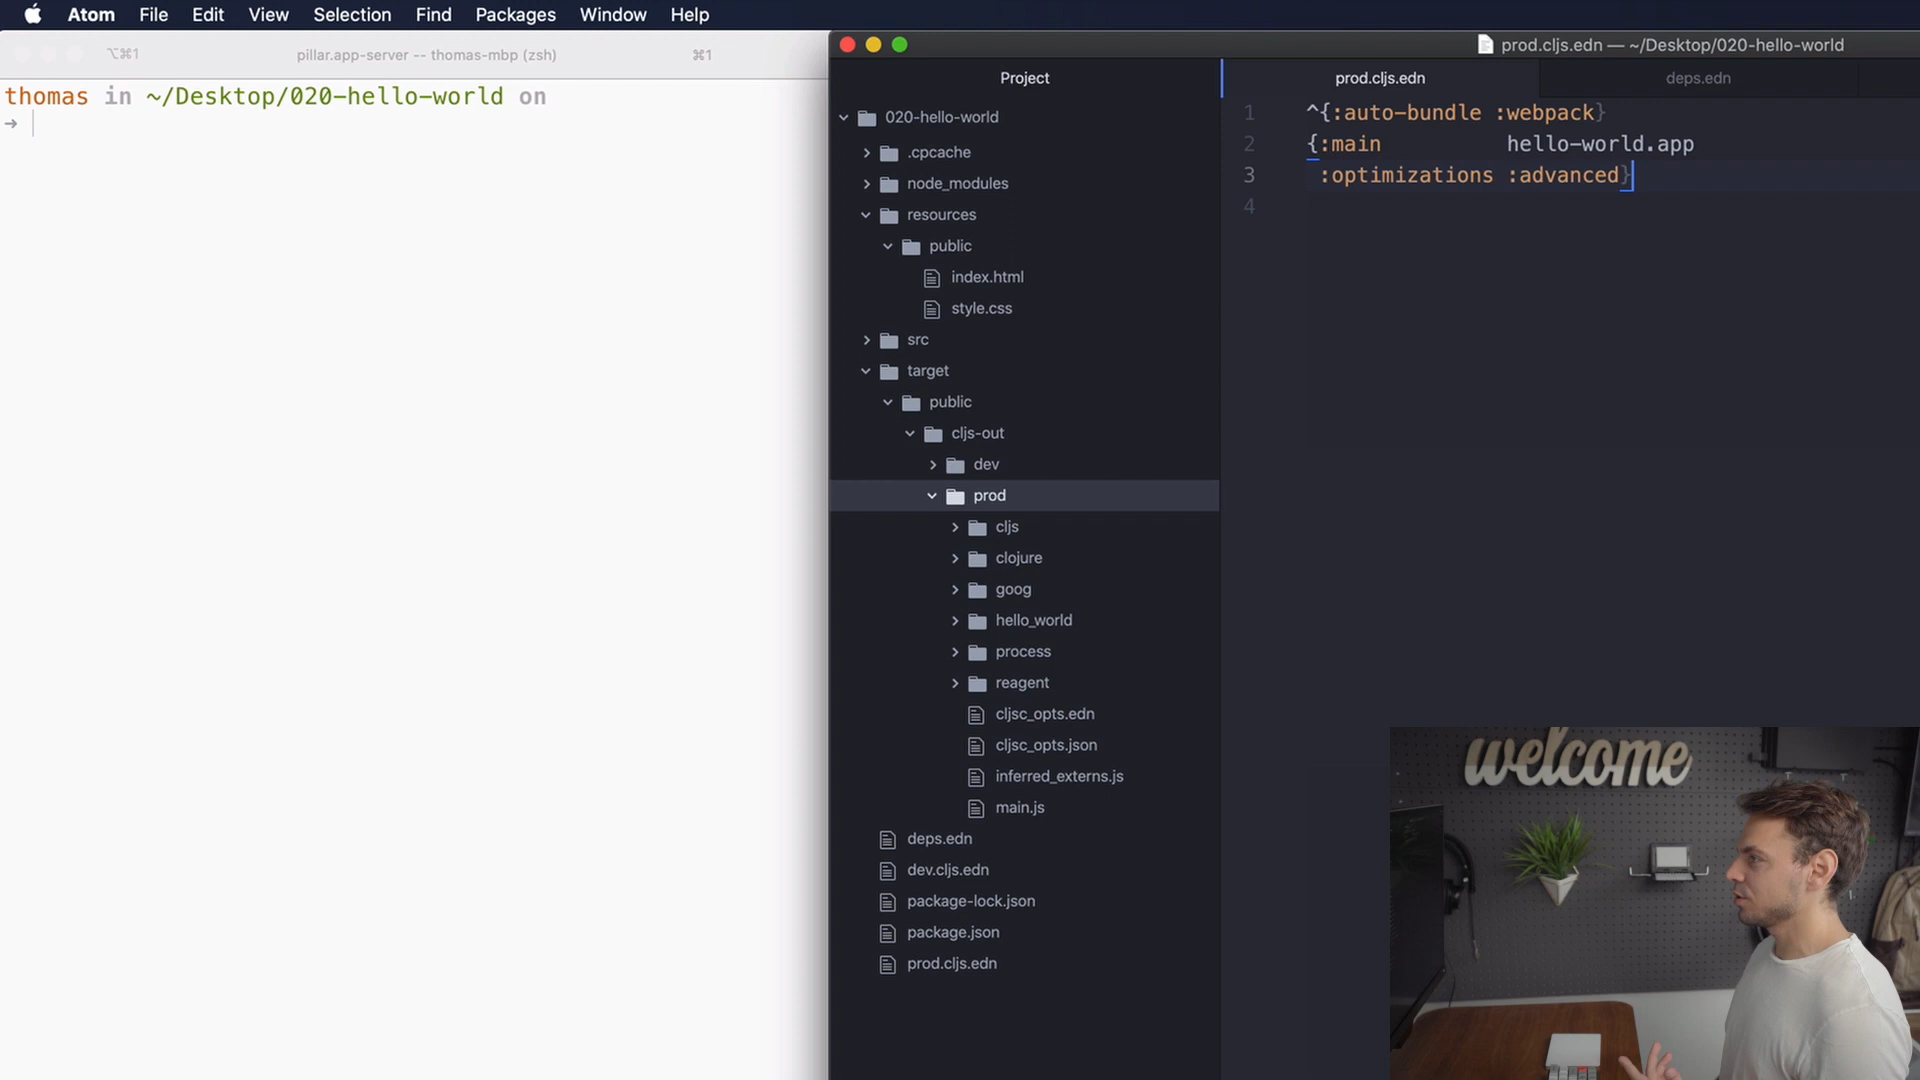 Atom File Edit View Selection Find Packages Window Help
⌥⌘1 pillar.app-server -- thomas-mbp (zsh) ⌘1
thomas in ~/Desktop/020-hello-world on
➜
prod.cljs.edn — ~/Desktop/020-hello-world
Project
prod.cljs.edn
deps.edn
020-hello-world
.cpcache
node_modules
resources
public
index.html
style.css
src
target
public
cljs-out
dev
prod
cljs
clojure
goog
hello_world
process
reagent
cljsc_opts.edn
cljsc_opts.json
inferred_externs.js
main.js
deps.edn
dev.cljs.edn
package-lock.json
package.json
prod.cljs.edn
1 ^{:auto-bundle :webpack}
2 {:main hello-world.app
3 :optimizations :advanced}
4
welcome